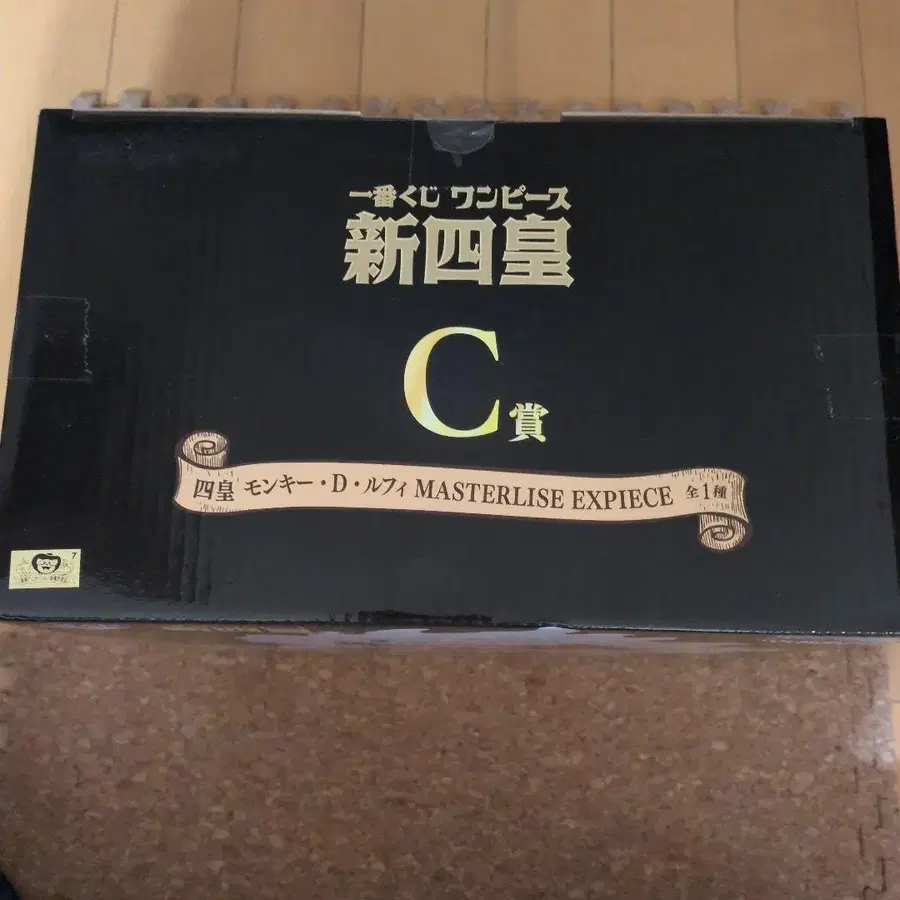 一番くじ ワンピース
新四皇
C賞
四皇 モンキー・D・ルフィ MASTERLISE EXPIECE 全1種
7